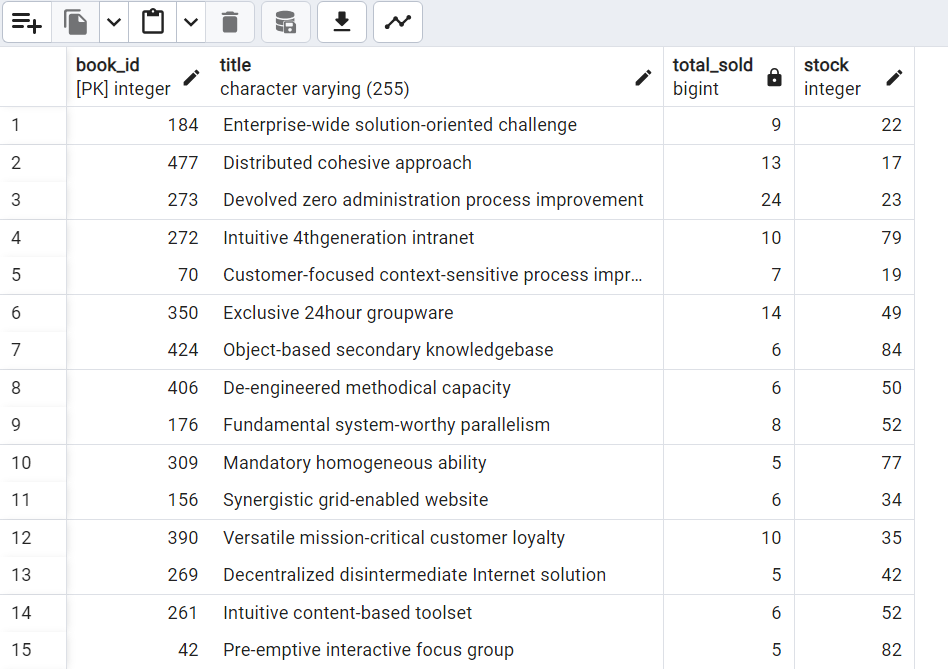 book_id title total_sold stock
[PK] integer character varying (255) bigint integer
1 184 Enterprise-wide solution-oriented challenge 9 22
2 477 Distributed cohesive approach 13 17
3 273 Devolved zero administration process improvement 24 23
4 272 Intuitive 4thgeneration intranet 10 79
5 70 Customer-focused context-sensitive process impr... 7 19
6 350 Exclusive 24hour groupware 14 49
7 424 Object-based secondary knowledgebase 6 84
8 406 De-engineered methodical capacity 6 50
9 176 Fundamental system-worthy parallelism 8 52
10 309 Mandatory homogeneous ability 5 77
11 156 Synergistic grid-enabled website 6 34
12 390 Versatile mission-critical customer loyalty 10 35
13 269 Decentralized disintermediate Internet solution 5 42
14 261 Intuitive content-based toolset 6 52
15 42 Pre-emptive interactive focus group 5 82